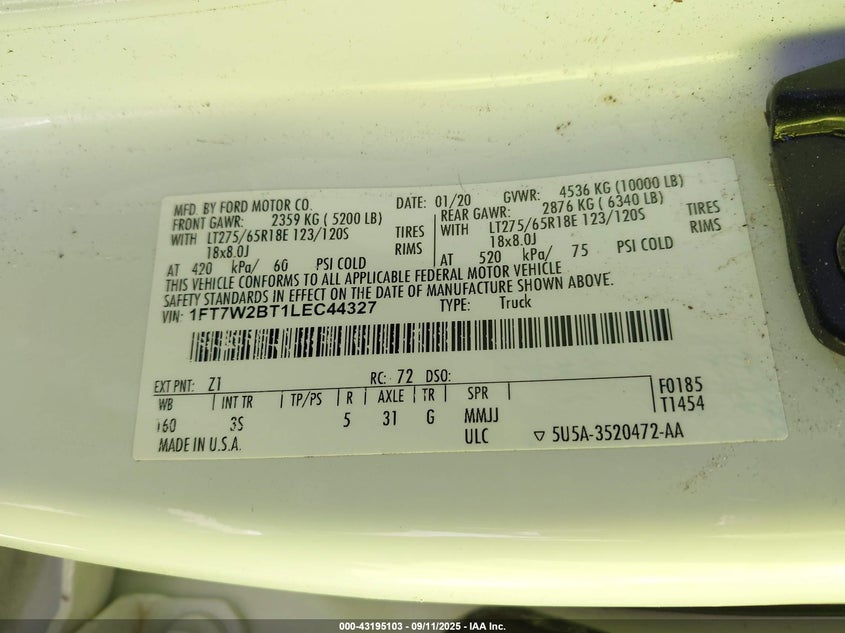 MFD. BY FORD MOTOR CO. DATE: 01/20 GVWR: 4536 KG (10000 LB)
FRONT GAWR: 2359 KG ( 5200 LB) REAR GAWR: 2876 KG ( 6340 LB)
WITH LT275/65R18E 123/120S TIRES WITH LT275/65R18E 123/120S TIRES
18x8.0J RIMS 18x8.0J RIMS
AT 420 kPa/ 60 PSI COLD AT 520 kPa/ 75 PSI COLD
THIS VEHICLE CONFORMS TO ALL APPLICABLE FEDERAL MOTOR VEHICLE
SAFETY STANDARDS IN EFFECT ON THE DATE OF MANUFACTURE SHOWN ABOVE.
VIN: 1FT7W2BT1LEC44327 TYPE: Truck
EXT PNT: Z1 RC: 72 DSO:
WB INT TR TP/PS R AXLE TR SPR F0185
160 3S 5 31 G MMJJ T1454
MADE IN U.S.A. ULC ▽ 5U5A-3520472-AA
000-43195103 - 09/11/2025 - IAA Inc.